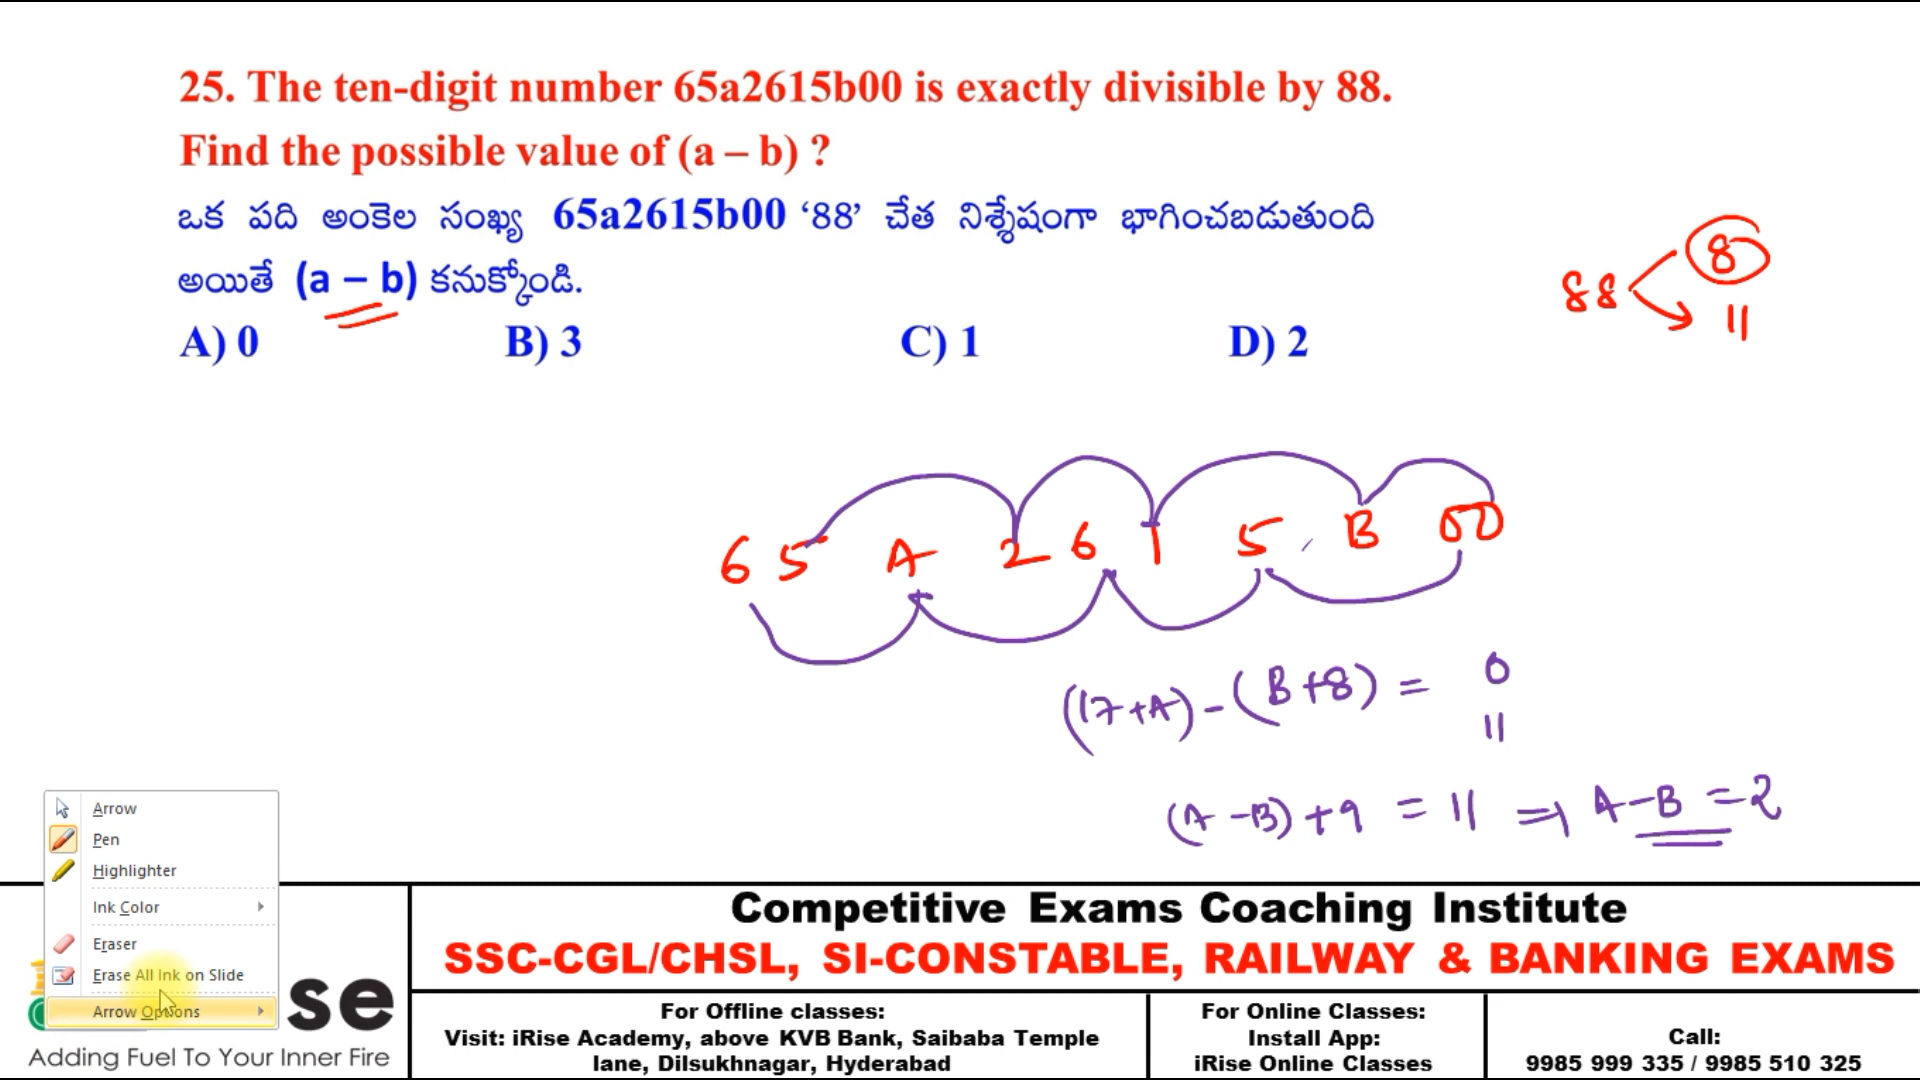 25. The ten-digit number 65a2615b00 is exactly divisible by 88.
Find the possible value of (a – b) ?
ఒక పది అంకెల సంఖ్య 65a2615b00 ‘88’ చేత నిశ్శేషంగా భాగించబడుతుంది
అయితే (a – b) కనుక్కోండి.
A) 0 B) 3 C) 1 D) 2
88 8
11
6 5 A 2 6 1 5 B 00
(17+A)-(B+8) = 0
11
(A-B)+9 = 11 ⇒ A-B = 2
Arrow
Pen
Highlighter
Ink Color
Eraser
Erase All Ink on Slide
Arrow Options
se
Adding Fuel To Your Inner Fire
Competitive Exams Coaching Institute
SSC-CGL/CHSL, SI-CONSTABLE, RAILWAY & BANKING EXAMS
For Offline classes:
Visit: iRise Academy, above KVB Bank, Saibaba Temple
lane, Dilsukhnagar, Hyderabad
For Online Classes:
Install App:
iRise Online Classes
Call:
9985 999 335 / 9985 510 325